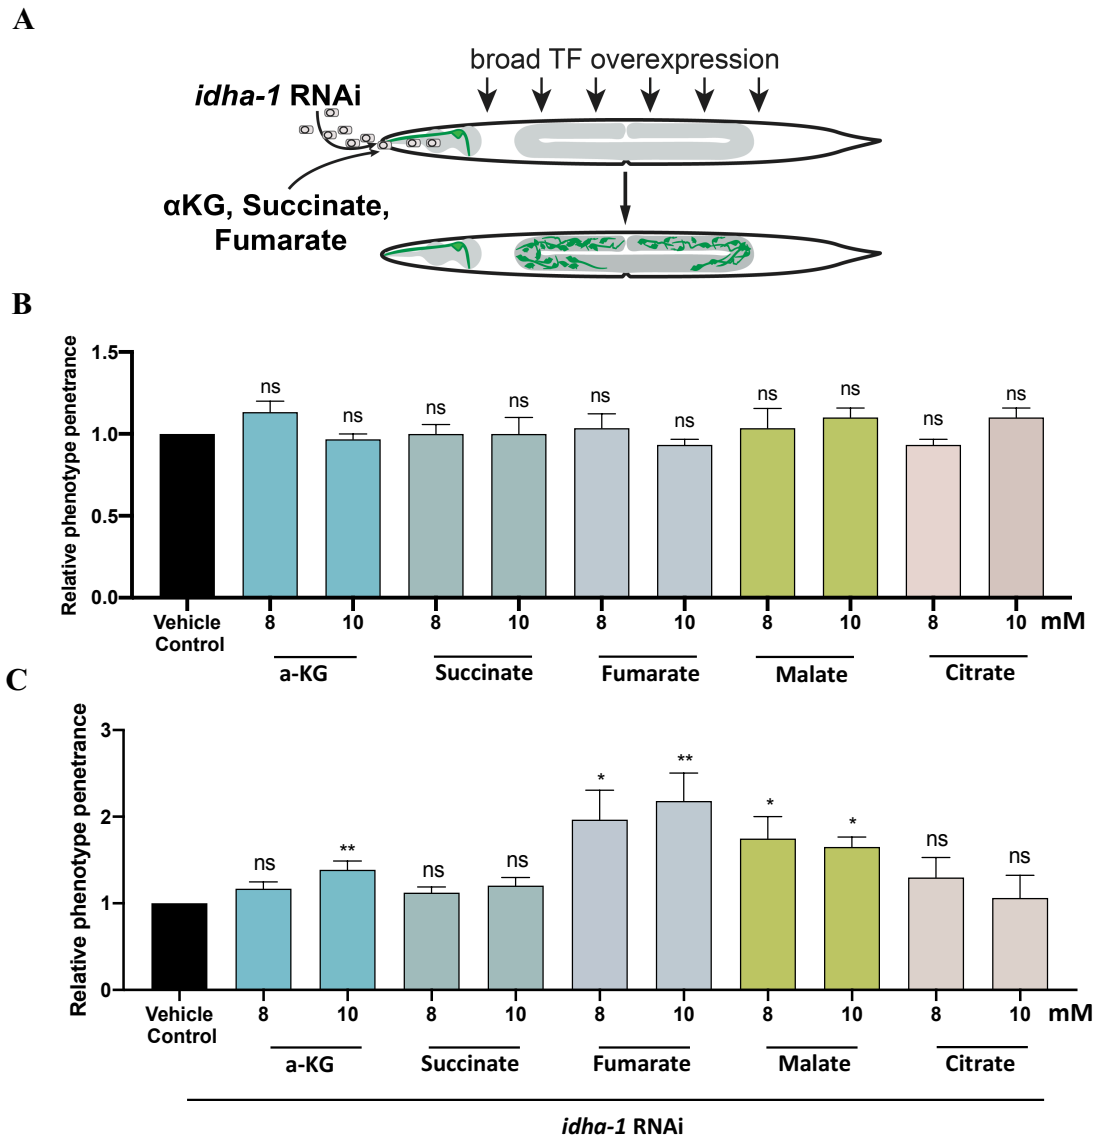 A
broad TF overexpression
idha-1 RNAi
αKG, Succinate,
Fumarate
B
Relative phenotype penetrance
1.5
1.0
0.5
0.0
ns
ns
ns
ns
ns
ns
ns
ns
ns
ns
Vehicle
Control
8 10 8 10 8 10 8 10 8 10 mM
a-KG Succinate Fumarate Malate Citrate
C
Relative phenotype penetrance
3
2
1
0
ns
**
ns
ns
*
**
*
*
ns
ns
Vehicle
Control
8 10 8 10 8 10 8 10 8 10 mM
a-KG Succinate Fumarate Malate Citrate
idha-1 RNAi